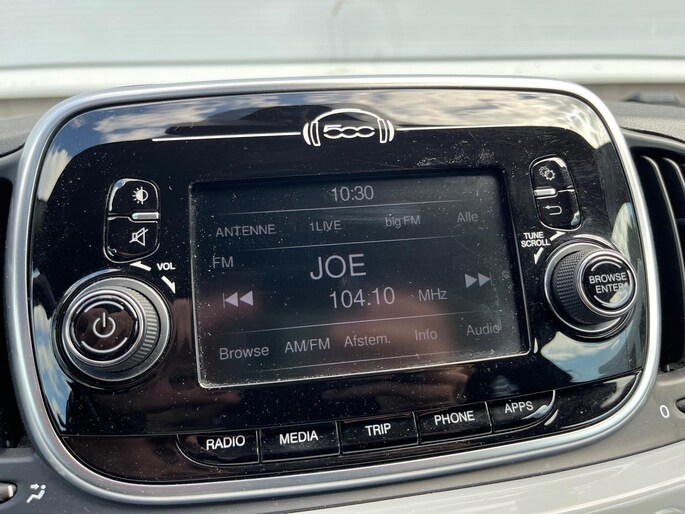 500
10:30
ANTENNE 1LIVE big FM Alle
FM
JOE
104.10 MHz
Browse AM/FM Afstem. Info Audio
VOL
TUNE
SCROLL
BROWSE
ENTER
RADIO MEDIA TRIP PHONE APPS
0